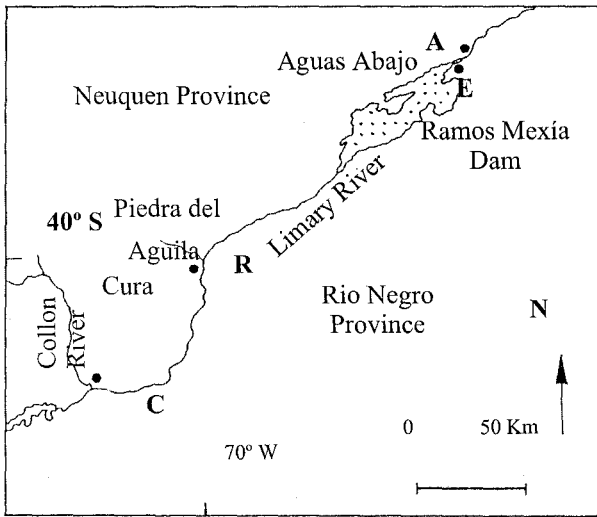 A
Aguas Abajo
Neuquen Province
E
Ramos Mexía
Dam
Limary River
Piedra del
40º S
Aguila
R
Cura
Rio Negro
Province
N
Collon
River
C
0 50 Km
70º W